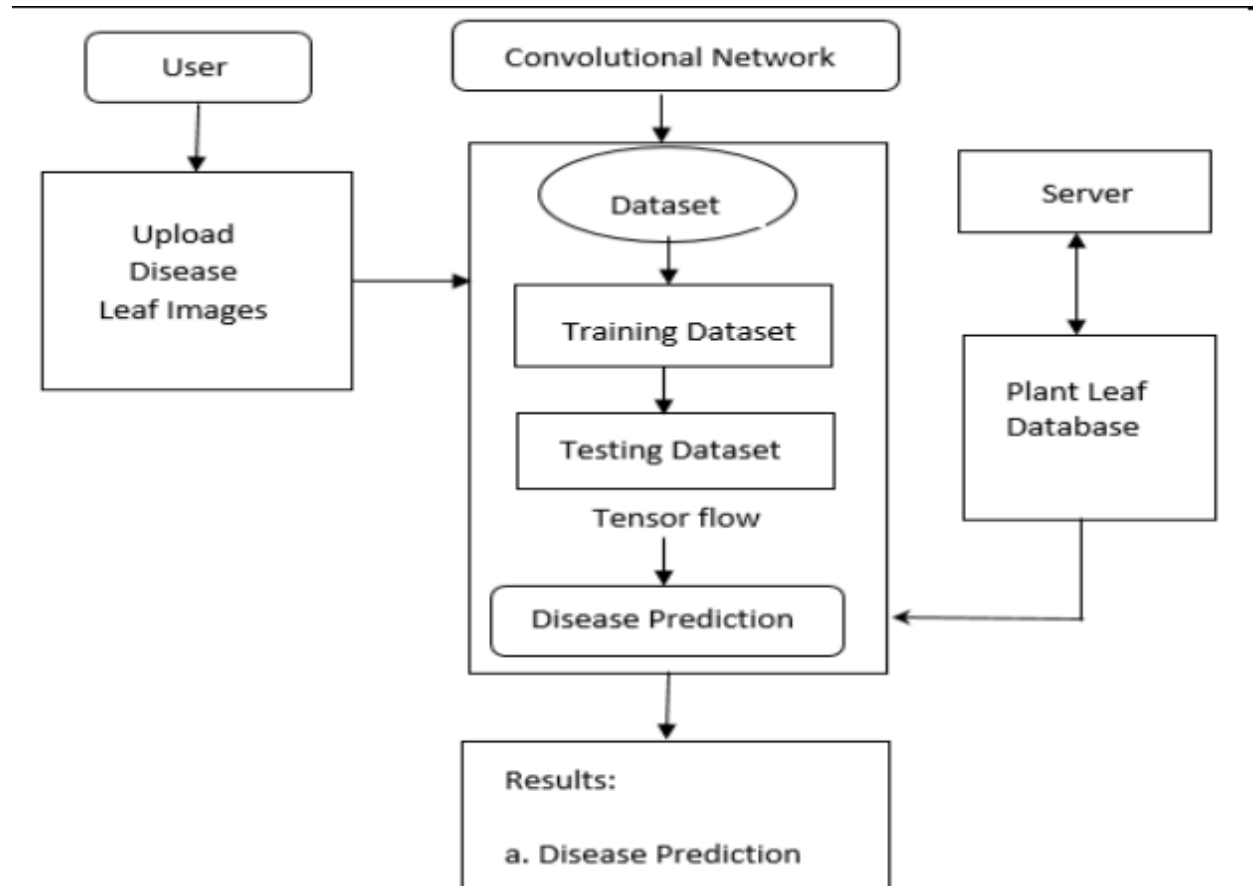 User
Convolutional Network
Upload
Disease
Leaf Images
Dataset
Training Dataset
Testing Dataset
Tensor flow
Disease Prediction
Server
Plant Leaf
Database
Results:
a. Disease Prediction